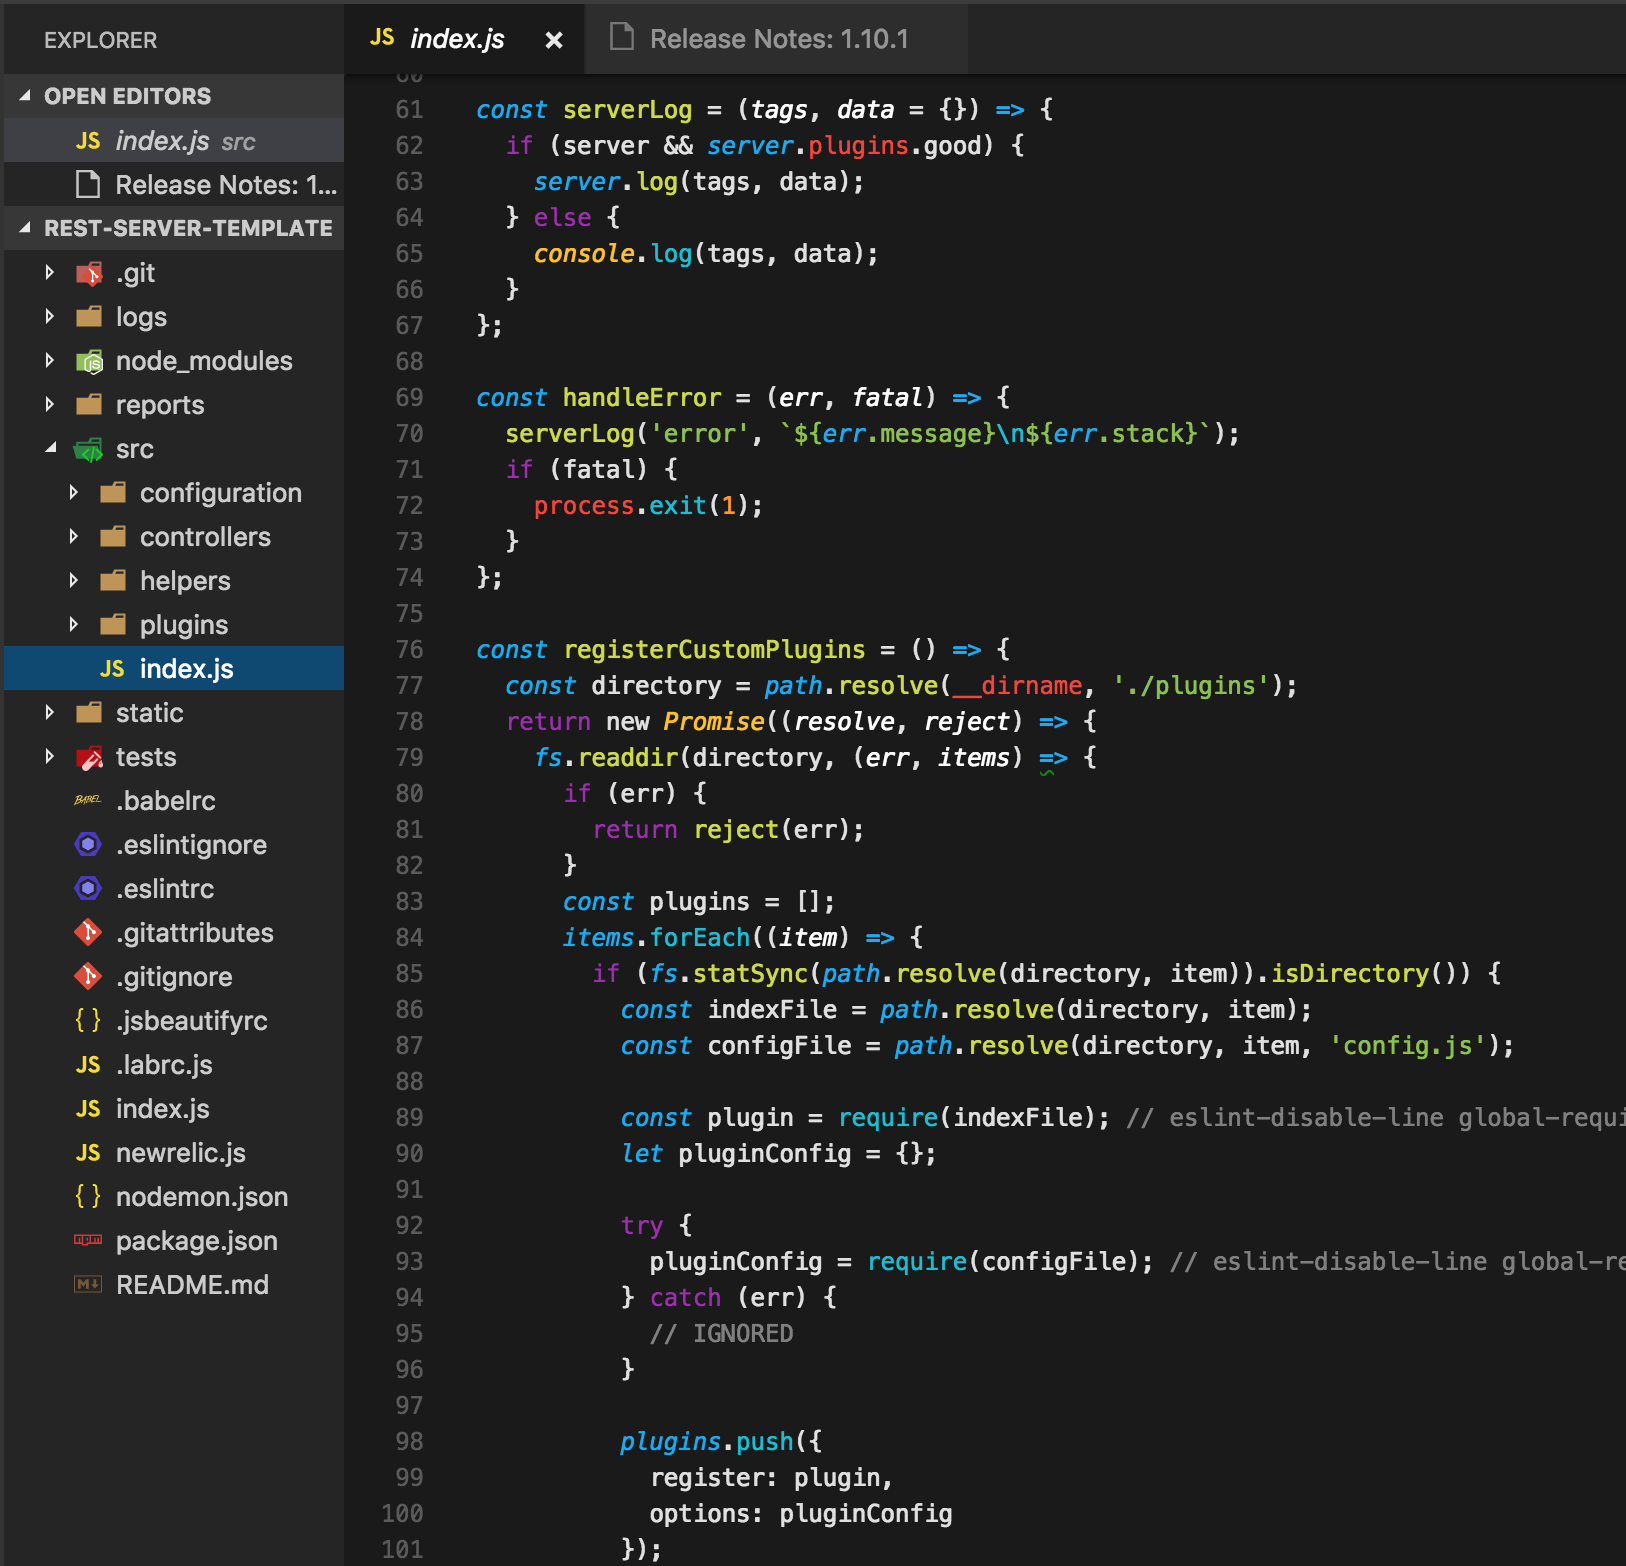 EXPLORER
OPEN EDITORS
JS index.js src
Release Notes: 1...
REST-SERVER-TEMPLATE
.git
logs
node_modules
reports
src
configuration
controllers
helpers
plugins
JS index.js
static
tests
BABEL .babelrc
.eslintignore
.eslintrc
.gitattributes
.gitignore
{ } .jsbeautifyrc
JS .labrc.js
JS index.js
JS newrelic.js
{ } nodemon.json
package.json
M README.md
JS index.js × Release Notes: 1.10.1
60
61 const serverLog = (tags, data = {}) => {
62 if (server && server.plugins.good) {
63 server.log(tags, data);
64 } else {
65 console.log(tags, data);
66 }
67 };
68
69 const handleError = (err, fatal) => {
70 serverLog('error', `${err.message}\n${err.stack}`);
71 if (fatal) {
72 process.exit(1);
73 }
74 };
75
76 const registerCustomPlugins = () => {
77 const directory = path.resolve(__dirname, './plugins');
78 return new Promise((resolve, reject) => {
79 fs.readdir(directory, (err, items) => {
80 if (err) {
81 return reject(err);
82 }
83 const plugins = [];
84 items.forEach((item) => {
85 if (fs.statSync(path.resolve(directory, item)).isDirectory()) {
86 const indexFile = path.resolve(directory, item);
87 const configFile = path.resolve(directory, item, 'config.js');
88
89 const plugin = require(indexFile); // eslint-disable-line global-requi
90 let pluginConfig = {};
91
92 try {
93 pluginConfig = require(configFile); // eslint-disable-line global-re
94 } catch (err) {
95 // IGNORED
96 }
97
98 plugins.push({
99 register: plugin,
100 options: pluginConfig
101 });